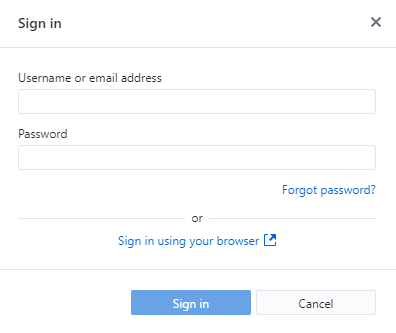 Sign in
Username or email address
Password
Forgot password?
or
Sign in using your browser
Sign in Cancel